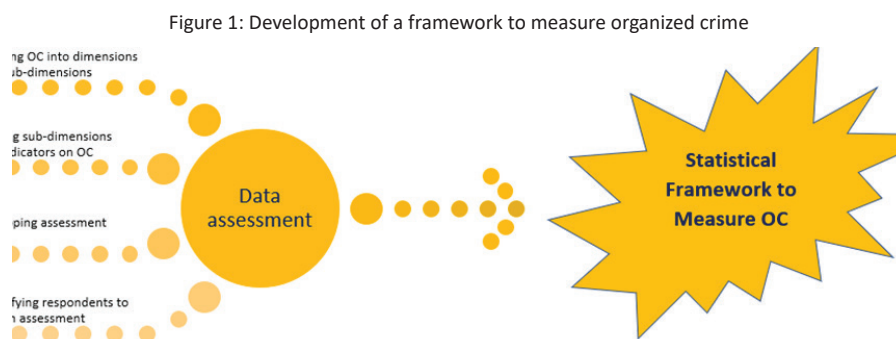 Figure 1: Development of a framework to measure organized crime
OC into dimensions
sub-dimensions
sub-dimensions
on OC
assessment
respondents to
assessment
Data
assessment
Statistical
Framework to
Measure OC